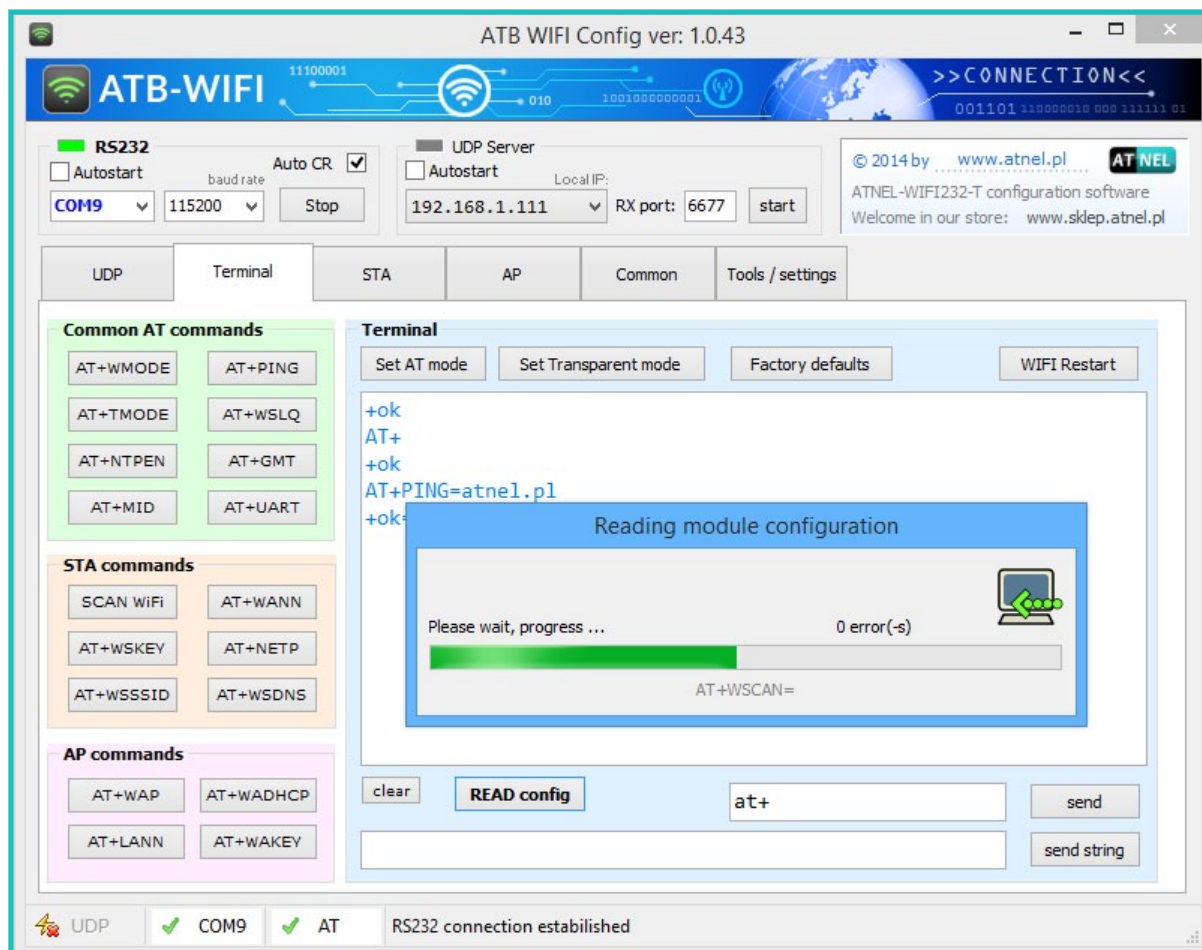 ATB WIFI Config ver: 1.0.43
ATB-WIFI
11100001
010
1001000000001
>>CONNECTION<<
001101 110000010 000 111111 01
RS232
Autostart
baud rate
Auto CR
COM9
115200
Stop
UDP Server
Autostart
Local IP:
192.168.1.111
RX port:
6677
start
© 2014 by www.atnel.pl
ATNEL
ATNEL-WIFI232-T configuration software
Welcome in our store: www.sklep.atnel.pl
UDP
Terminal
STA
AP
Common
Tools / settings
Common AT commands
AT+WMODE
AT+PING
AT+TMODE
AT+WSLQ
AT+NTPEN
AT+GMT
AT+MID
AT+UART
STA commands
SCAN WiFi
AT+WANN
AT+WSKEY
AT+NETP
AT+WSSSID
AT+WSDNS
AP commands
AT+WAP
AT+WADHCP
AT+LANN
AT+WAKEY
Terminal
Set AT mode
Set Transparent mode
Factory defaults
WIFI Restart
+ok
AT+
+ok
AT+PING=atnel.pl
+ok=
Reading module configuration
Please wait, progress ...
0 error(-s)
AT+WSCAN=
clear
READ config
at+
send
send string
UDP
COM9
AT
RS232 connection estabilished